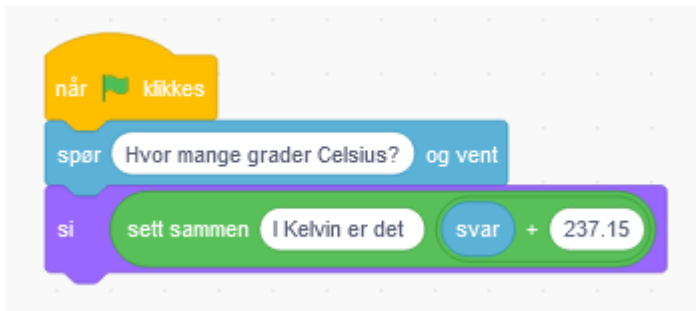 når klikkes
spør Hvor mange grader Celsius? og vent
si sett sammen I Kelvin er det svar + 237.15